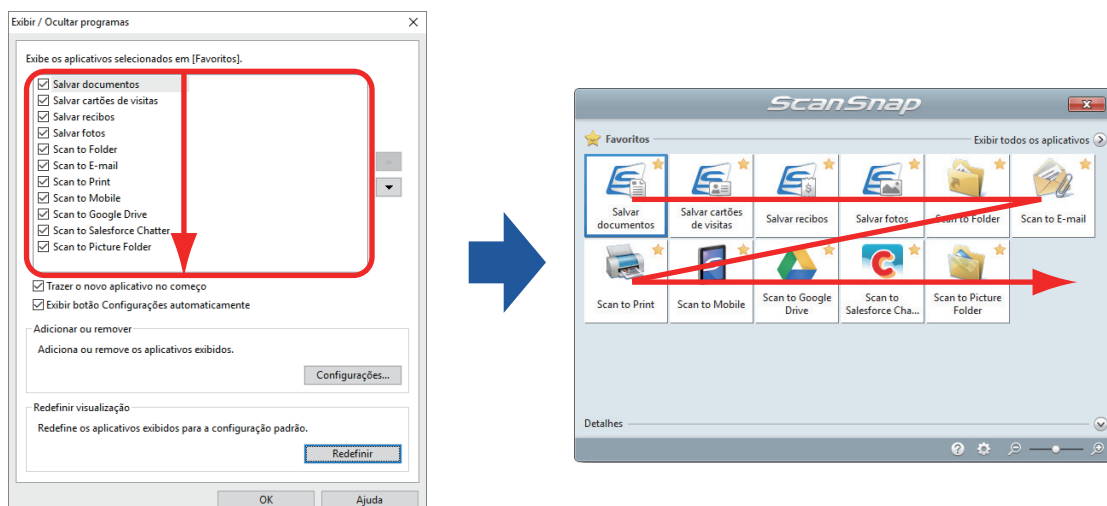 Exibir / Ocultar programas
Exibe os aplicativos selecionados em [Favoritos].
Salvar documentos
Salvar cartões de visitas
Salvar recibos
Salvar fotos
Scan to Folder
Scan to E-mail
Scan to Print
Scan to Mobile
Scan to Google Drive
Scan to Salesforce Chatter
Scan to Picture Folder
Trazer o novo aplicativo no começo
Exibir botão Configurações automaticamente
Adicionar ou remover
Adiciona ou remove os aplicativos exibidos.
Configurações...
Redefinir visualização
Redefine os aplicativos exibidos para a configuração padrão.
Redefinir
OK
Ajuda
ScanSnap
Favoritos
Exibir todos os aplicativos
Salvar
documentos
Salvar cartões
de visitas
Salvar recibos
Salvar fotos
Scan to Folder
Scan to E-mail
Scan to Print
Scan to Mobile
Scan to Google
Drive
Scan to
Salesforce Cha...
Scan to Picture
Folder
Detalhes